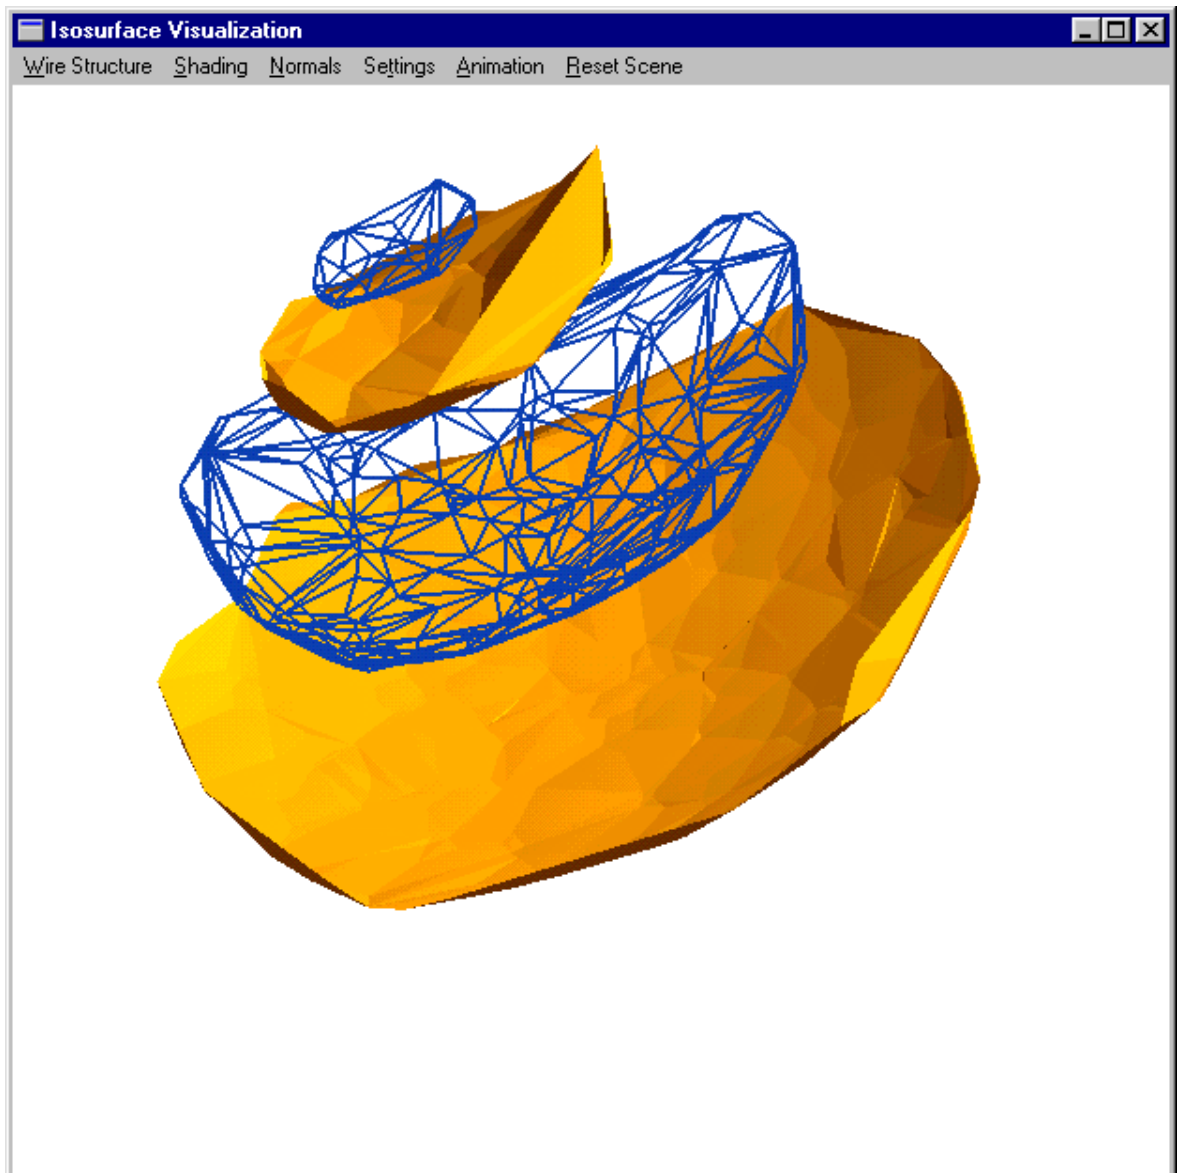 Isosurface Visualization
Wire Structure Shading Normals Settings Animation Reset Scene